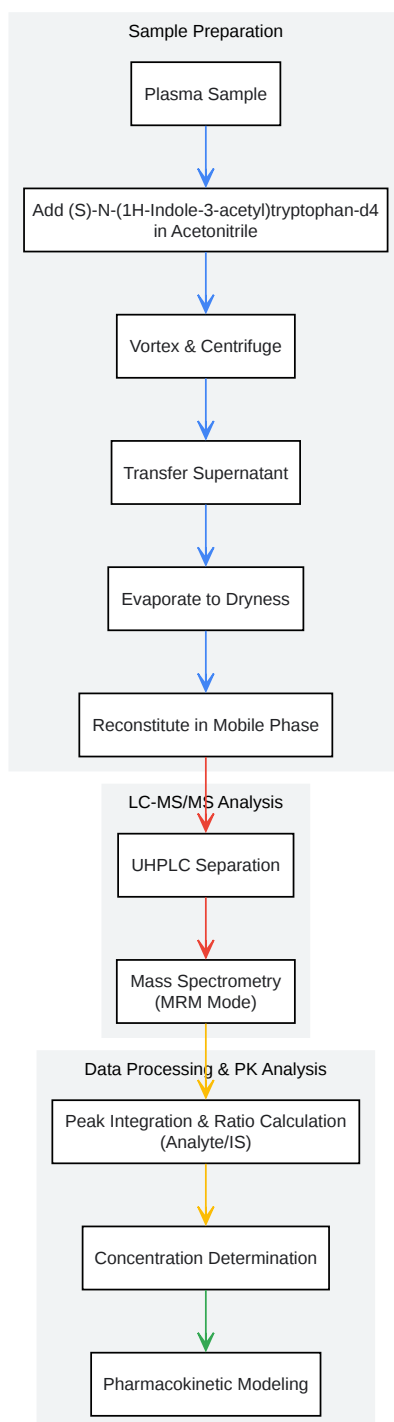 Sample Preparation
Plasma Sample
Add (S)-N-(1H-Indole-3-acetyl)tryptophan-d4
in Acetonitrile
Vortex & Centrifuge
Transfer Supernatant
Evaporate to Dryness
Reconstitute in Mobile Phase
LC-MS/MS Analysis
UHPLC Separation
Mass Spectrometry
(MRM Mode)
Data Processing & PK Analysis
Peak Integration & Ratio Calculation
(Analyte/IS)
Concentration Determination
Pharmacokinetic Modeling